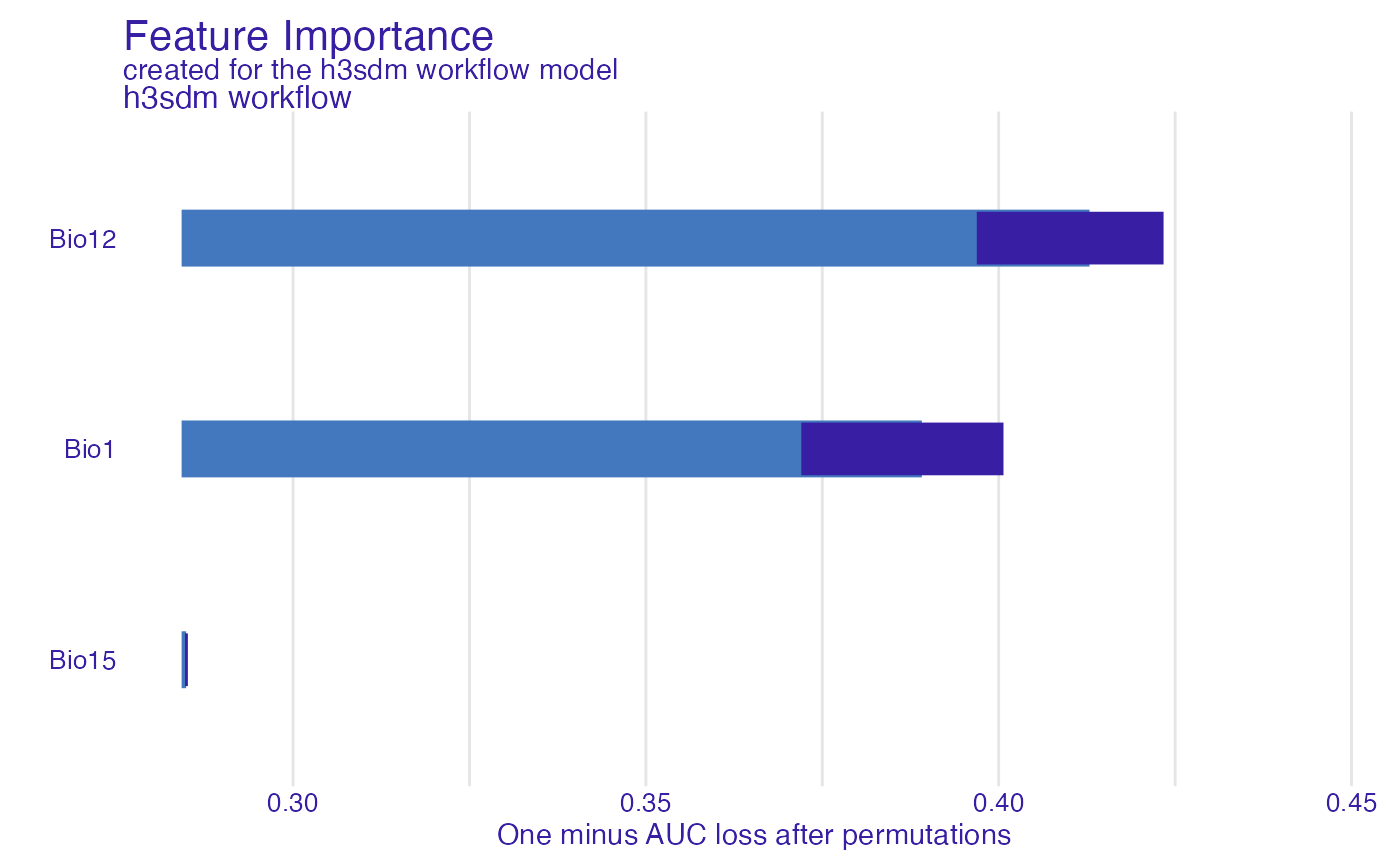 Feature Importance
created for the h3sdm workflow model
h3sdm workflow
Bio12
Bio1
Bio15
0.30 0.35 0.40 0.45
One minus AUC loss after permutations